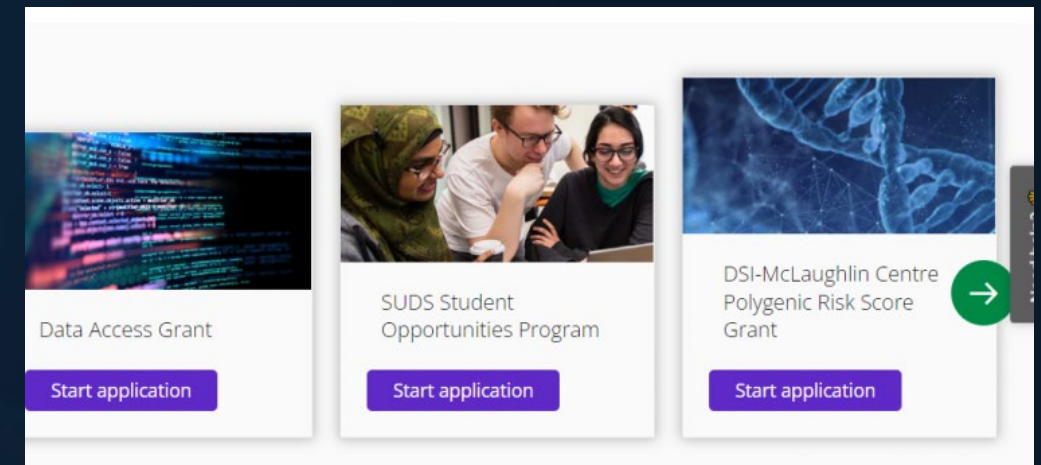 Data Access Grant
Start application
SUDS Student
Opportunities Program
Start application
DSI-McLaughlin Centre
Polygenic Risk Score
Grant
Start application